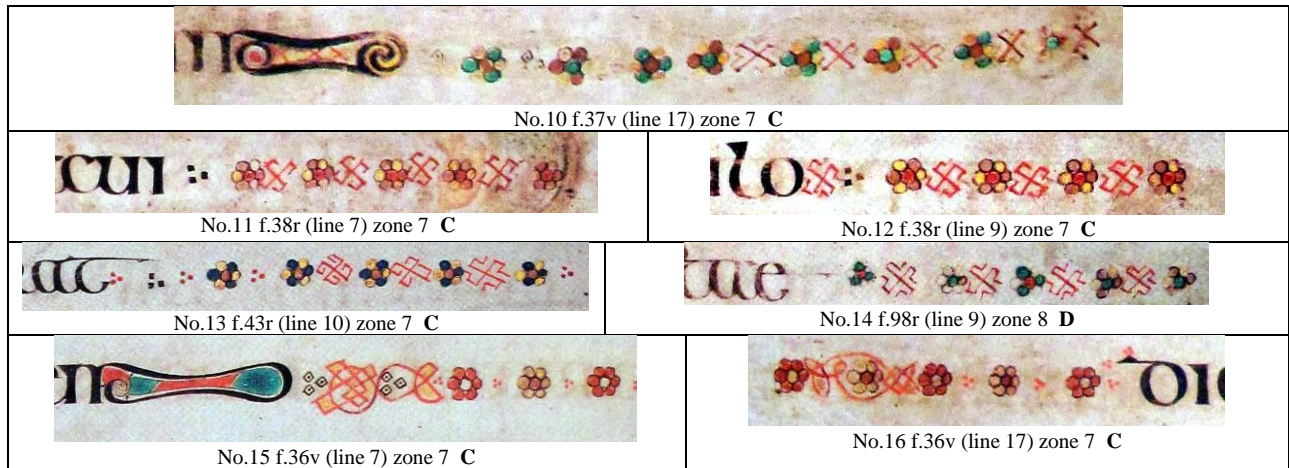 No.10 f.37v (line 17) zone 7 C
No.11 f.38r (line 7) zone 7 C
No.12 f.38r (line 9) zone 7 C
No.13 f.43r (line 10) zone 7 C
No.14 f.98r (line 9) zone 8 D
No.15 f.36v (line 7) zone 7 C
No.16 f.36v (line 17) zone 7 C